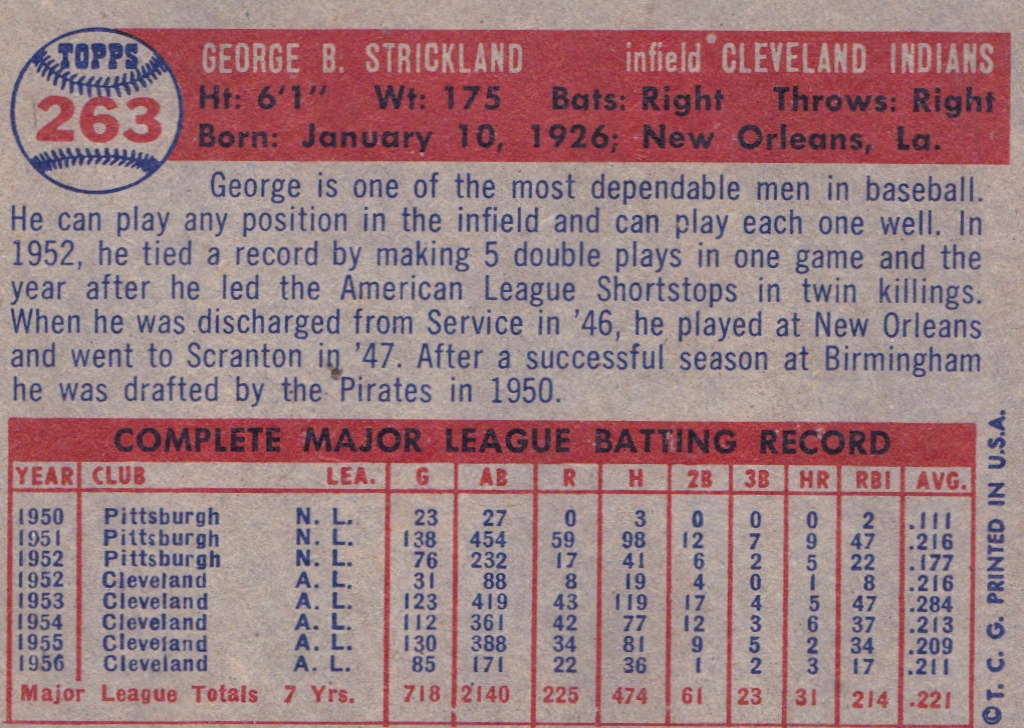 TOPPS
263
GEORGE B. STRICKLAND infield CLEVELAND INDIANS
Ht: 6'1" Wt: 175 Bats: Right Throws: Right
Born: January 10, 1926; New Orleans, La.
George is one of the most dependable men in baseball.
He can play any position in the infield and can play each one well. In
1952, he tied a record by making 5 double plays in one game and the
year after he led the American League Shortstops in twin killings.
When he was discharged from Service in '46, he played at New Orleans
and went to Scranton in '47. After a successful season at Birmingham
he was drafted by the Pirates in 1950.
COMPLETE MAJOR LEAGUE BATTING RECORD
YEAR CLUB LEA. G AB R H 2B 3B HR RBI AVG.
1950 Pittsburgh N. L. 23 27 0 3 0 0 0 2 .111
1951 Pittsburgh N. L. 138 454 59 98 12 7 9 47 .216
1952 Pittsburgh N. L. 76 232 17 41 6 2 5 22 .177
1952 Cleveland A. L. 31 88 8 19 4 0 1 8 .216
1953 Cleveland A. L. 123 419 43 119 17 4 5 47 .284
1954 Cleveland A. L. 112 361 42 77 12 3 6 37 .213
1955 Cleveland A. L. 130 388 34 81 9 5 2 34 .209
1956 Cleveland A. L. 85 171 22 36 1 2 3 17 .211
Major League Totals 7 Yrs. 718 2140 225 474 61 23 31 214 .221
©T. C. G. PRINTED IN U.S.A.